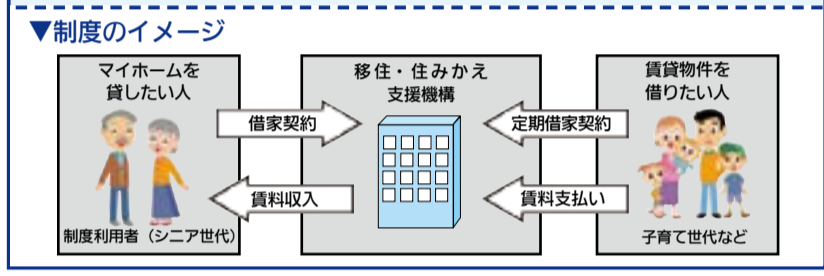 ▼制度のイメージ
マイホームを
貸したい人
制度利用者（シニア世代）
借家契約
賃料収入
移住・住みかえ
支援機構
定期借家契約
賃料支払い
賃貸物件を
借りたい人
子育て世代など